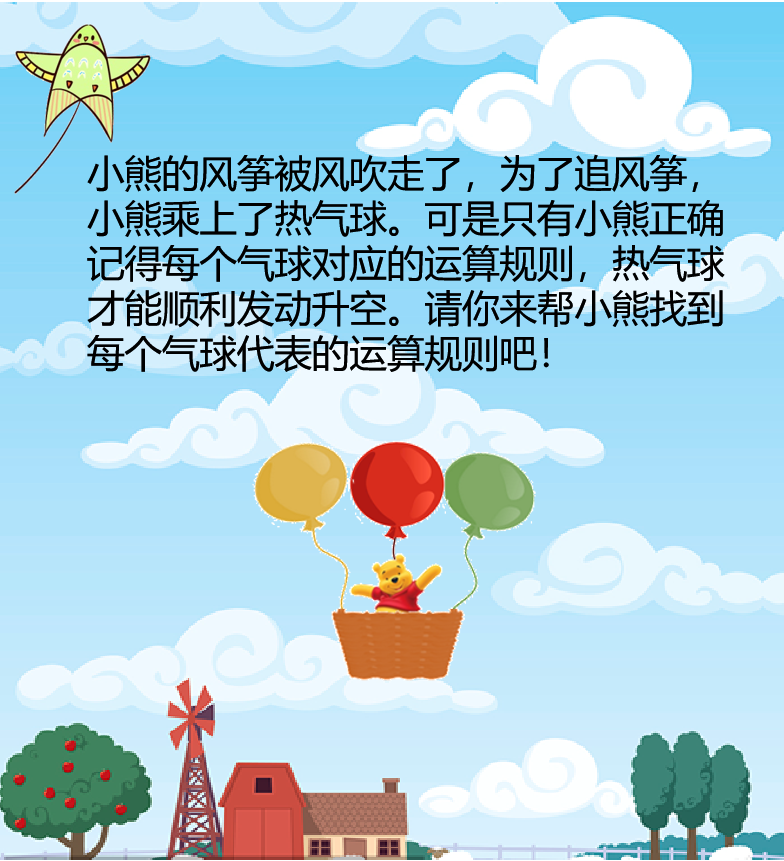 小熊的风筝被风吹走了，为了追风筝，
小熊乘上了热气球。可是只有小熊正确
记得每个气球对应的运算规则，热气球
才能顺利发动升空。请你来帮小熊找到
每个气球代表的运算规则吧！